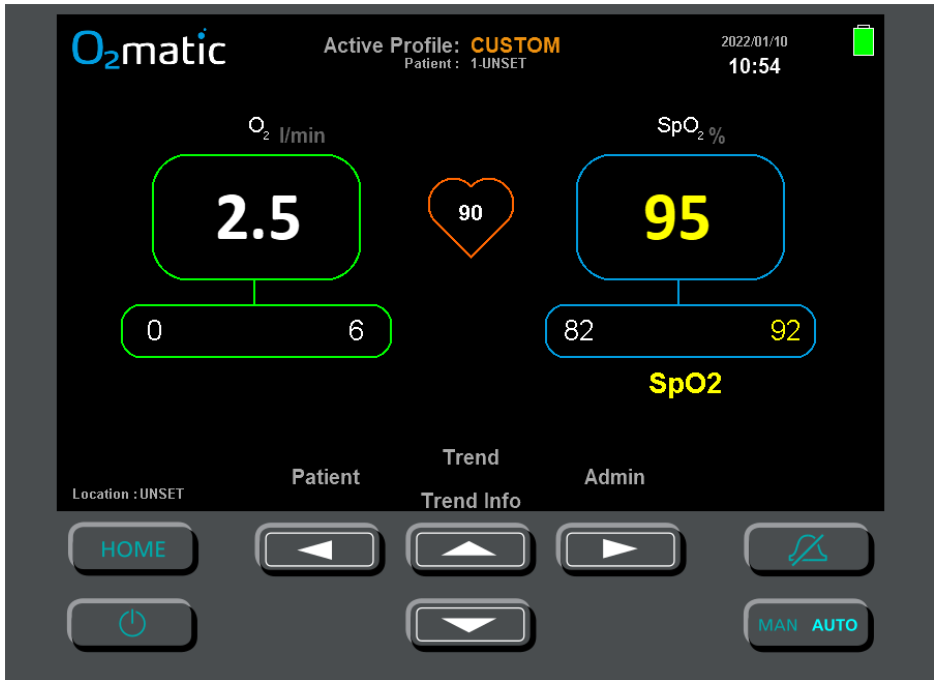 O₂matic
Active Profile: CUSTOM
Patient : 1-UNSET
2022/01/10
10:54
O₂ l/min
SpO₂ %
2.5
90
95
0 6
82 92
SpO2
Trend
Patient
Admin
Trend Info
Location : UNSET
HOME
MAN AUTO